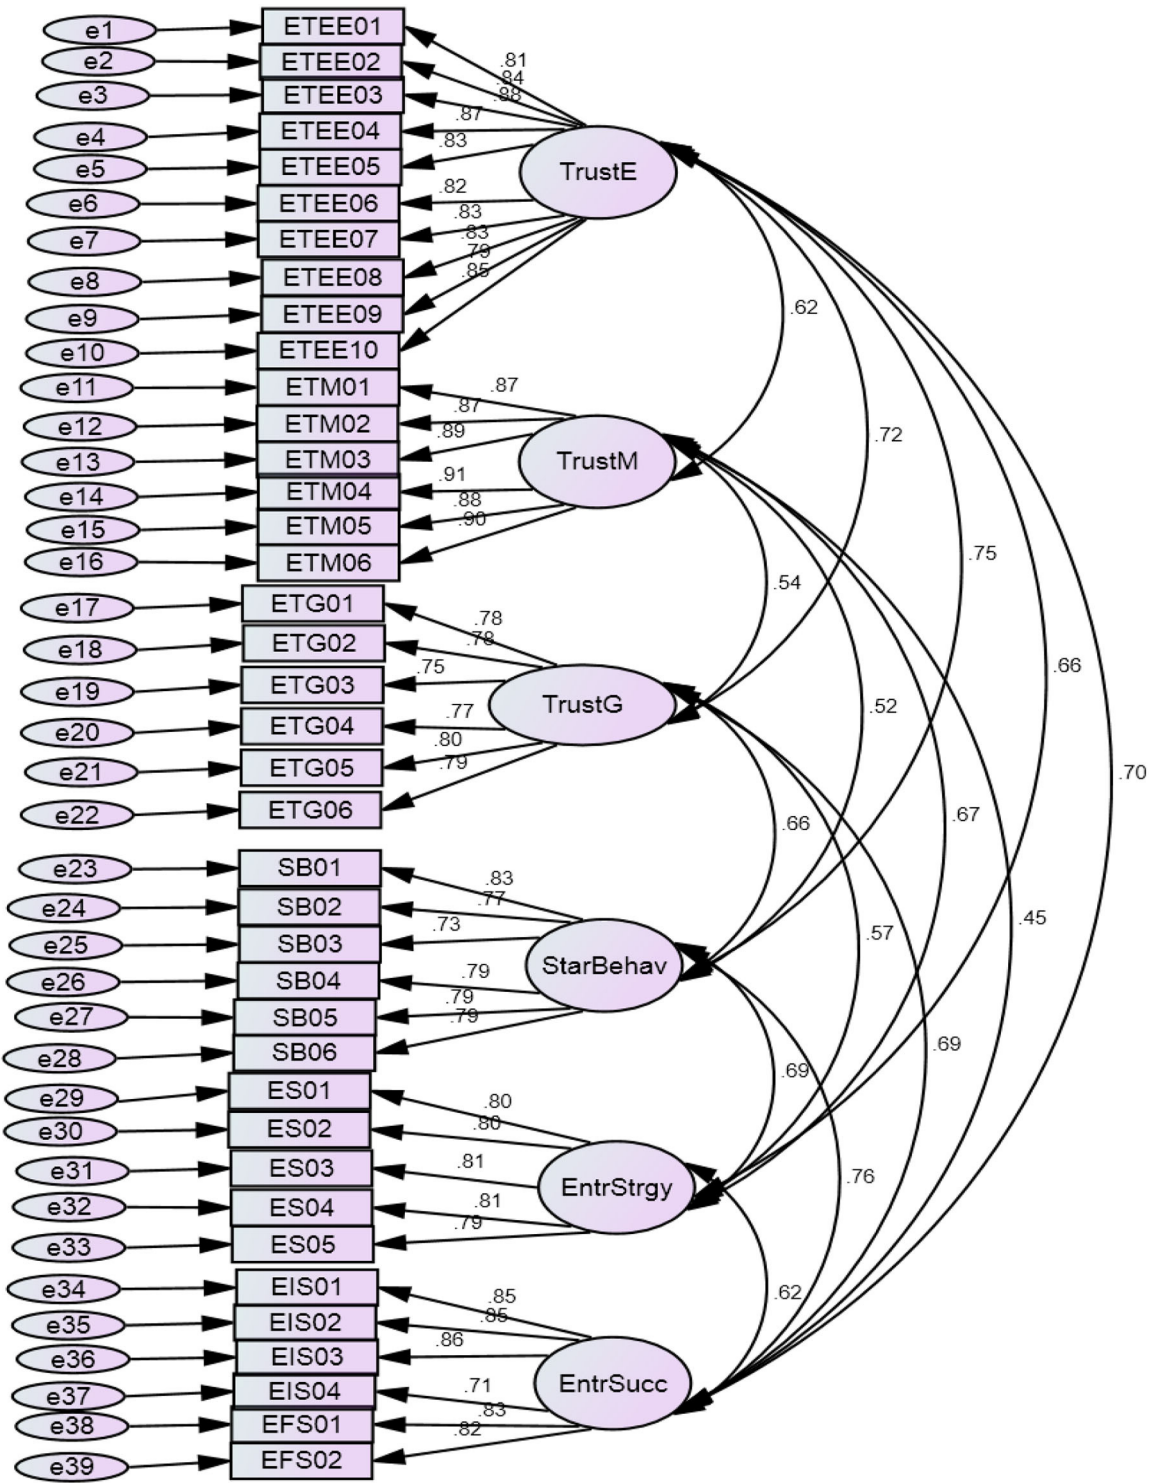 e1 ETEE01
e2 ETEE02
e3 ETEE03
e4 ETEE04
e5 ETEE05
e6 ETEE06
e7 ETEE07
e8 ETEE08
e9 ETEE09
e10 ETEE10
.81
.84
.88
.87
.83
.82
.83
.83
.79
.85
TrustE
e11 ETM01
e12 ETM02
e13 ETM03
e14 ETM04
e15 ETM05
e16 ETM06
.87
.87
.89
.91
.88
.90
TrustM
e17 ETG01
e18 ETG02
e19 ETG03
e20 ETG04
e21 ETG05
e22 ETG06
.78
.78
.75
.77
.80
.79
TrustG
e23 SB01
e24 SB02
e25 SB03
e26 SB04
e27 SB05
e28 SB06
.83
.77
.73
.79
.79
.79
StarBehav
e29 ES01
e30 ES02
e31 ES03
e32 ES04
e33 ES05
.80
.80
.81
.81
.79
EntrStrgy
e34 EIS01
e35 EIS02
e36 EIS03
e37 EIS04
e38 EFS01
e39 EFS02
.85
.85
.86
.71
.83
.82
EntrSucc
.62
.72
.75
.54
.66
.52
.70
.67
.66
.45
.57
.69
.69
.76
.62